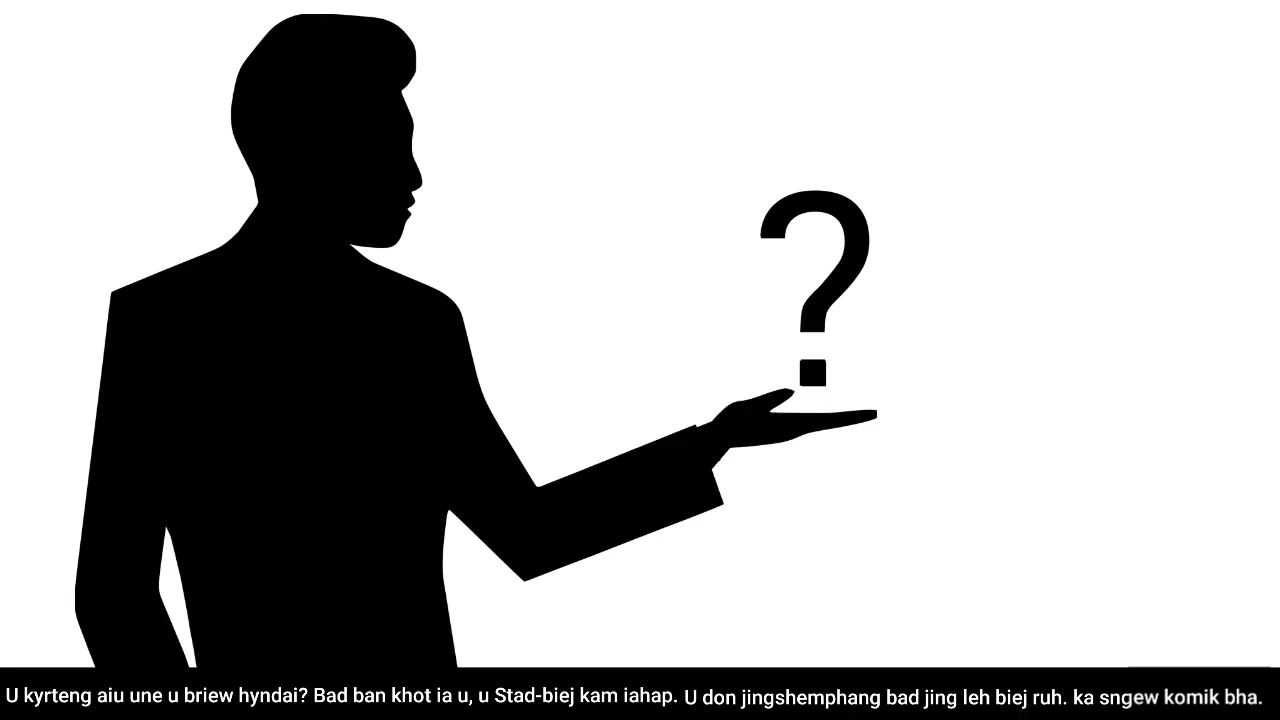 ?
U kyrteng aiu une u briew hyndai? Bad ban khot ia u, u Stad-biej kam iahap. U don jingshemphang bad jing leh biej ruh. ka sngew komik bha.